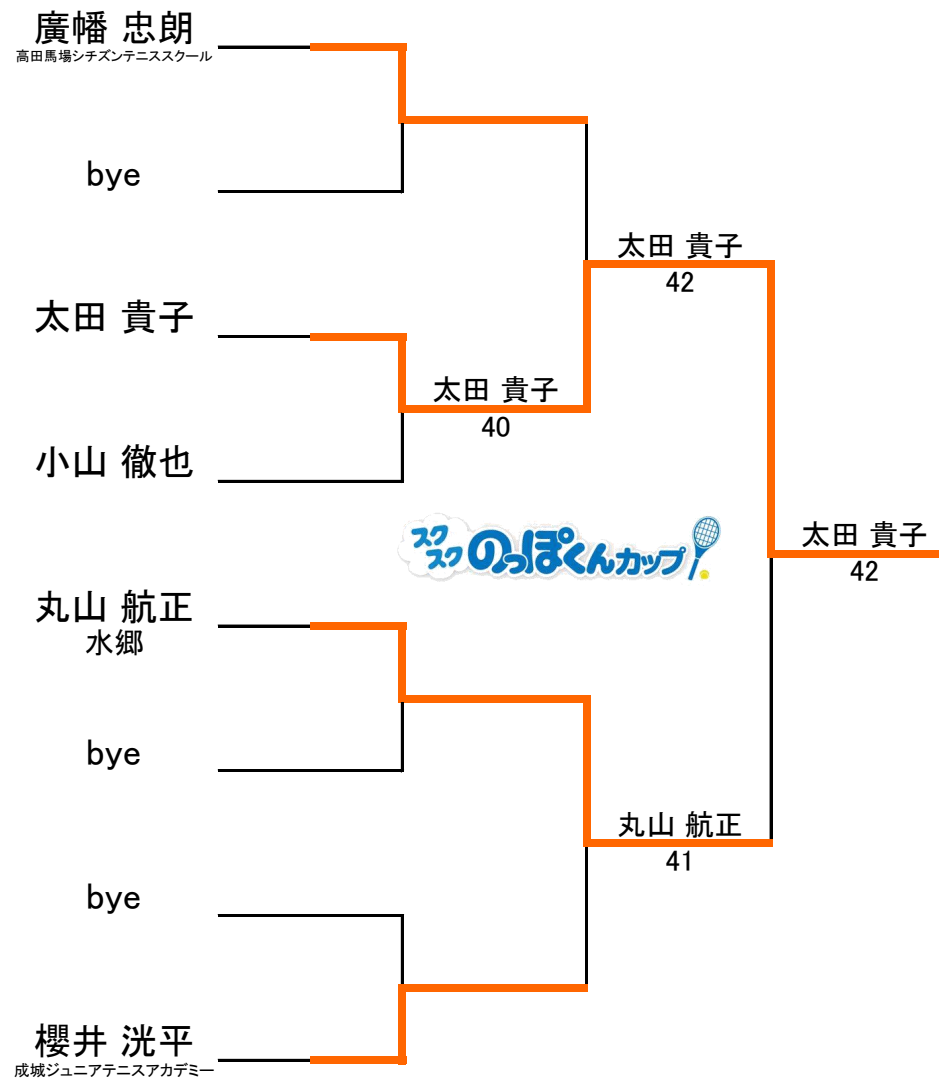 廣幡 忠朗
高田馬場シチズンテニススクール
bye
太田 貴子
42
太田 貴子
太田 貴子
40
小山 徹也
スク
スク のっぽくんカップ
太田 貴子
42
丸山 航正
水郷
bye
丸山 航正
41
bye
櫻井 洸平
成城ジュニアテニスアカデミー